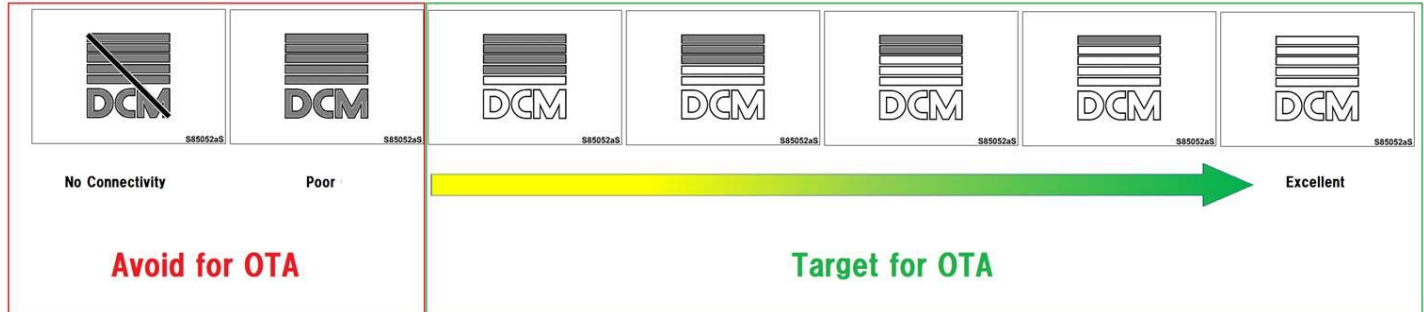 DCM
DCM
DCM
DCM
DCM
DCM
DCM
S85052aS
S85052aS
S85052aS
S85052aS
S85052aS
S85052aS
S85052aS
No Connectivity
Poor
Excellent
Avoid for OTA
Target for OTA